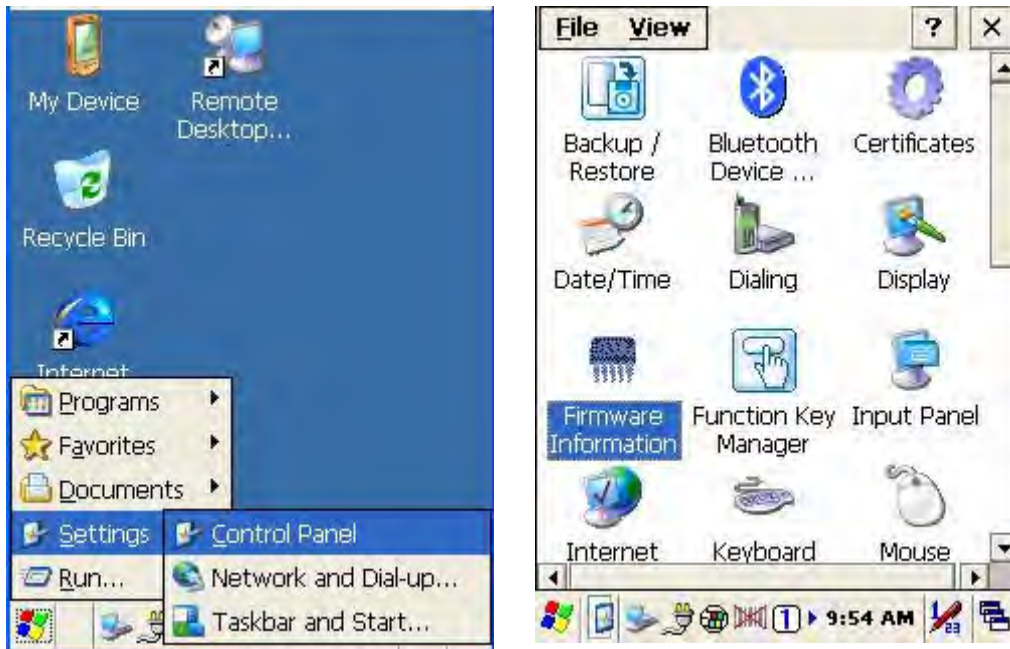 My Device
Remote
Desktop...
Recycle Bin
Internet
Programs
Favorites
Documents
Settings
Run...
Control Panel
Network and Dial-up...
Taskbar and Start...
File View ? ×
Backup /
Restore
Bluetooth
Device ...
Certificates
Date/Time
Dialing
Display
Firmware
Information
Function Key
Manager
Input Panel
Internet
Keyboard
Mouse
1
9:54 AM